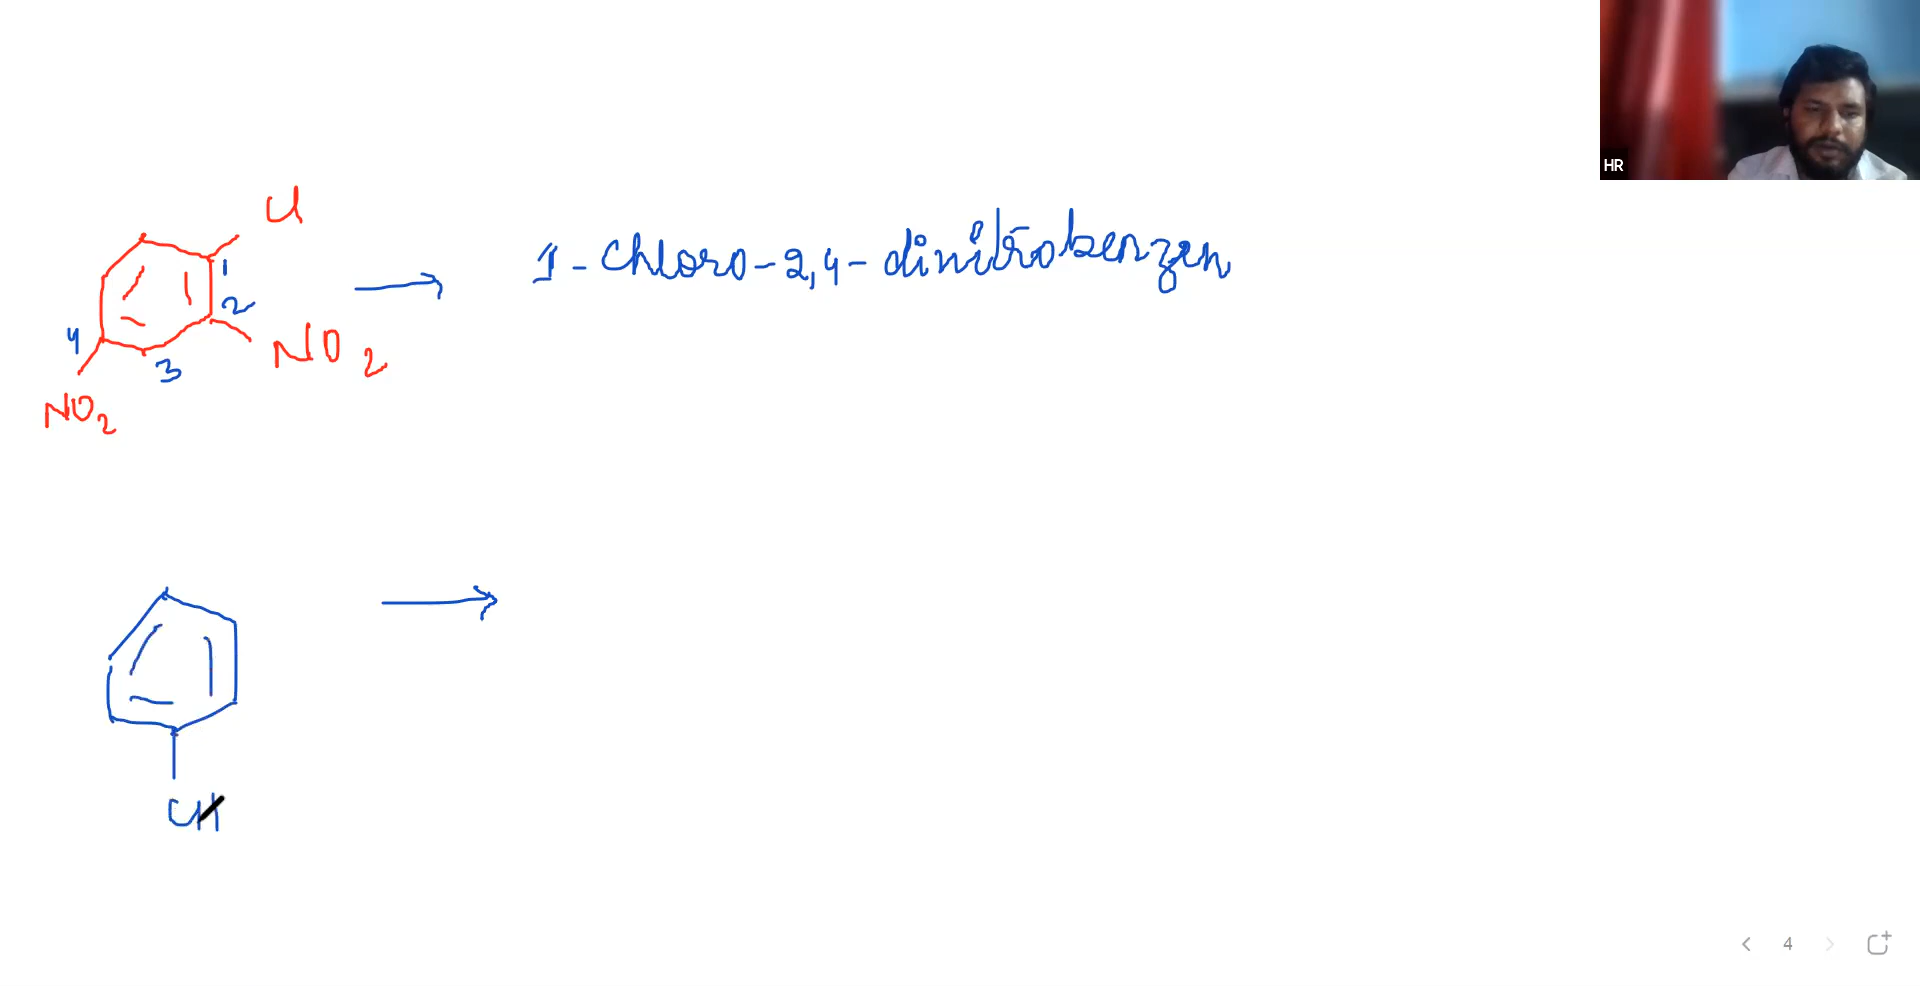 HR
Cl
1 - chloro - 2,4 - dinitrobenzen
1
2
4
NO2
3
NO2
CH
4